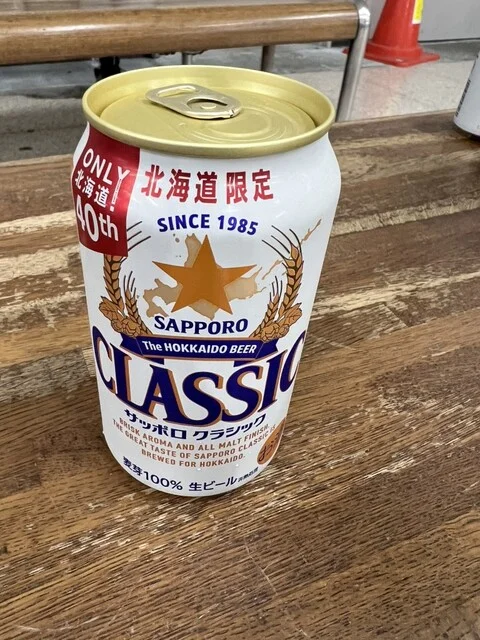 ONLY
北海道!
40th
北海道 限定
SINCE 1985
SAPPORO
The HOKKAIDO BEER
CLASSIC
サッポロ クラシック
BRISK AROMA AND ALL MALT FINISH.
THE GREAT TASTE OF SAPPORO CLASSIC IS
BREWED FOR HOKKAIDO.
麦芽100% 生ビール